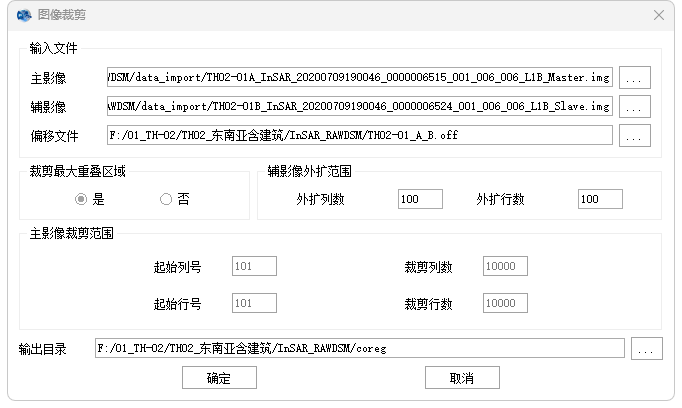 图像裁剪
输入文件
主影像 WDSM/data_import/TH02-01A_InSAR_20200709190046_0000006515_001_006_006_L1B_Master.img ...
辅影像 AWDSM/data_import/TH02-01B_InSAR_20200709190046_0000006524_001_006_006_L1B_Slave.img ...
偏移文件 F:/01_TH-02/TH02_东南亚含建筑/InSAR_RAWDSM/TH02-01_A_B.off ...
裁剪最大重叠区域 辅影像外扩范围
是 否 外扩列数 100 外扩行数 100
主影像裁剪范围
起始列号 101 裁剪列数 10000
起始行号 101 裁剪行数 10000
输出目录 F:/01_TH-02/TH02_东南亚含建筑/InSAR_RAWDSM/coreg ...
确定 取消